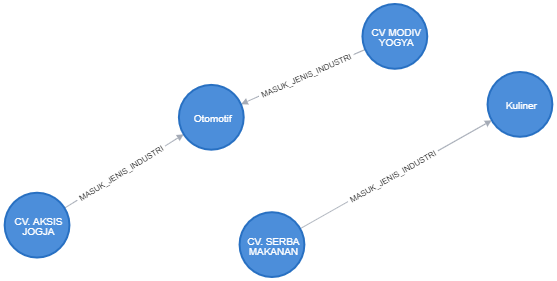 CV MODIV
YOGYA
MASUK_JENIS_INDUSTRI
Otomotif
Kuliner
MASUK_JENIS_INDUSTRI
MASUK_JENIS_INDUSTRI
CV. AKSIS
JOGJA
CV. SERBA
MAKANAN